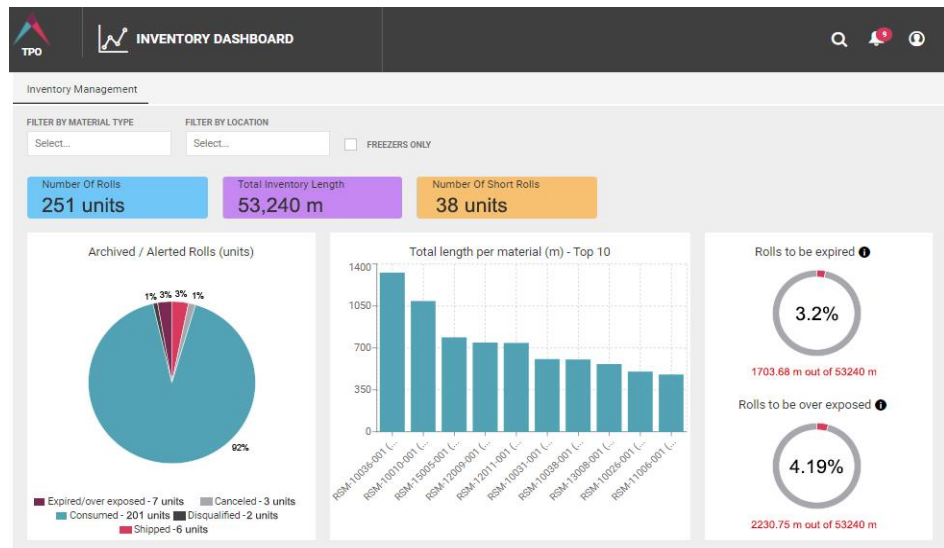 TPO
INVENTORY DASHBOARD
9
Inventory Management
FILTER BY MATERIAL TYPE
FILTER BY LOCATION
Select...
Select...
FREEZERS ONLY
Number Of Rolls
251 units
Total Inventory Length
53,240 m
Number Of Short Rolls
38 units
Archived / Alerted Rolls (units)
1%
3%
3%
1%
92%
Expired/over exposed - 7 units
Canceled - 3 units
Consumed - 201 units
Disqualified -2 units
Shipped -6 units
Total length per material (m) - Top 10
1400
1050
700
350
0
RSM-10036-001 (...
RSM-10010-001 (...
RSM-15005-001 (...
RSM-12009-001 (...
RSM-12011-001 (...
RSM-10031-001 (...
RSM-10038-001 (...
RSM-13008-001 (...
RSM-10026-001 (...
RSM-11006-001 (...
Rolls to be expired
3.2%
1703.68 m out of 53240 m
Rolls to be over exposed
4.19%
2230.75 m out of 53240 m